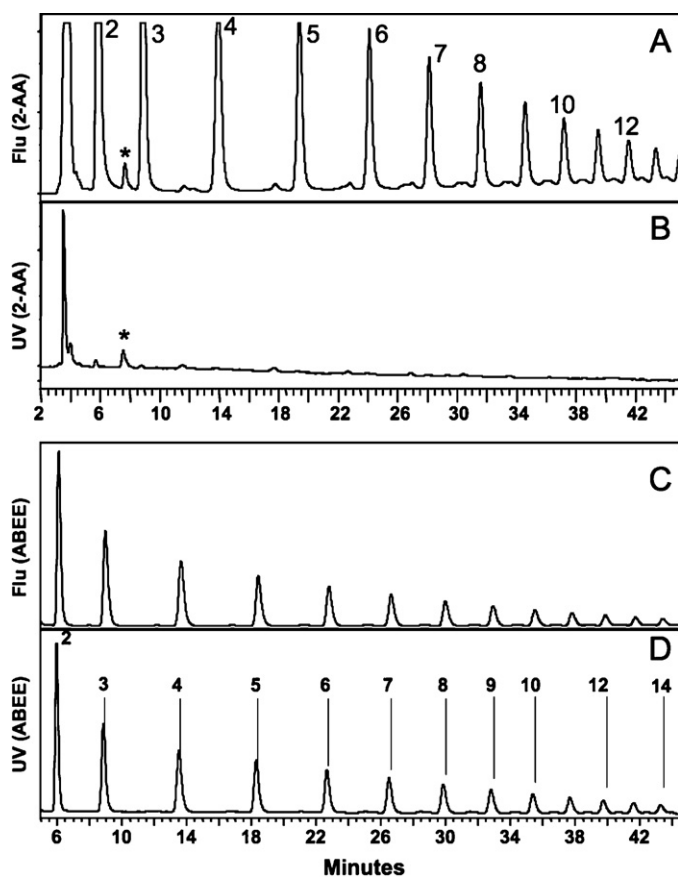 A
Flu (2-AA)
2
3
4
5
6
7
8
10
12
*
B
UV (2-AA)
*
2 6 10 14 18 22 26 30 34 38 42
C
Flu (ABEE)
D
UV (ABEE)
2
3 4 5 6 7 8 9 10 12 14
6 10 14 18 22 26 30 34 38 42
Minutes